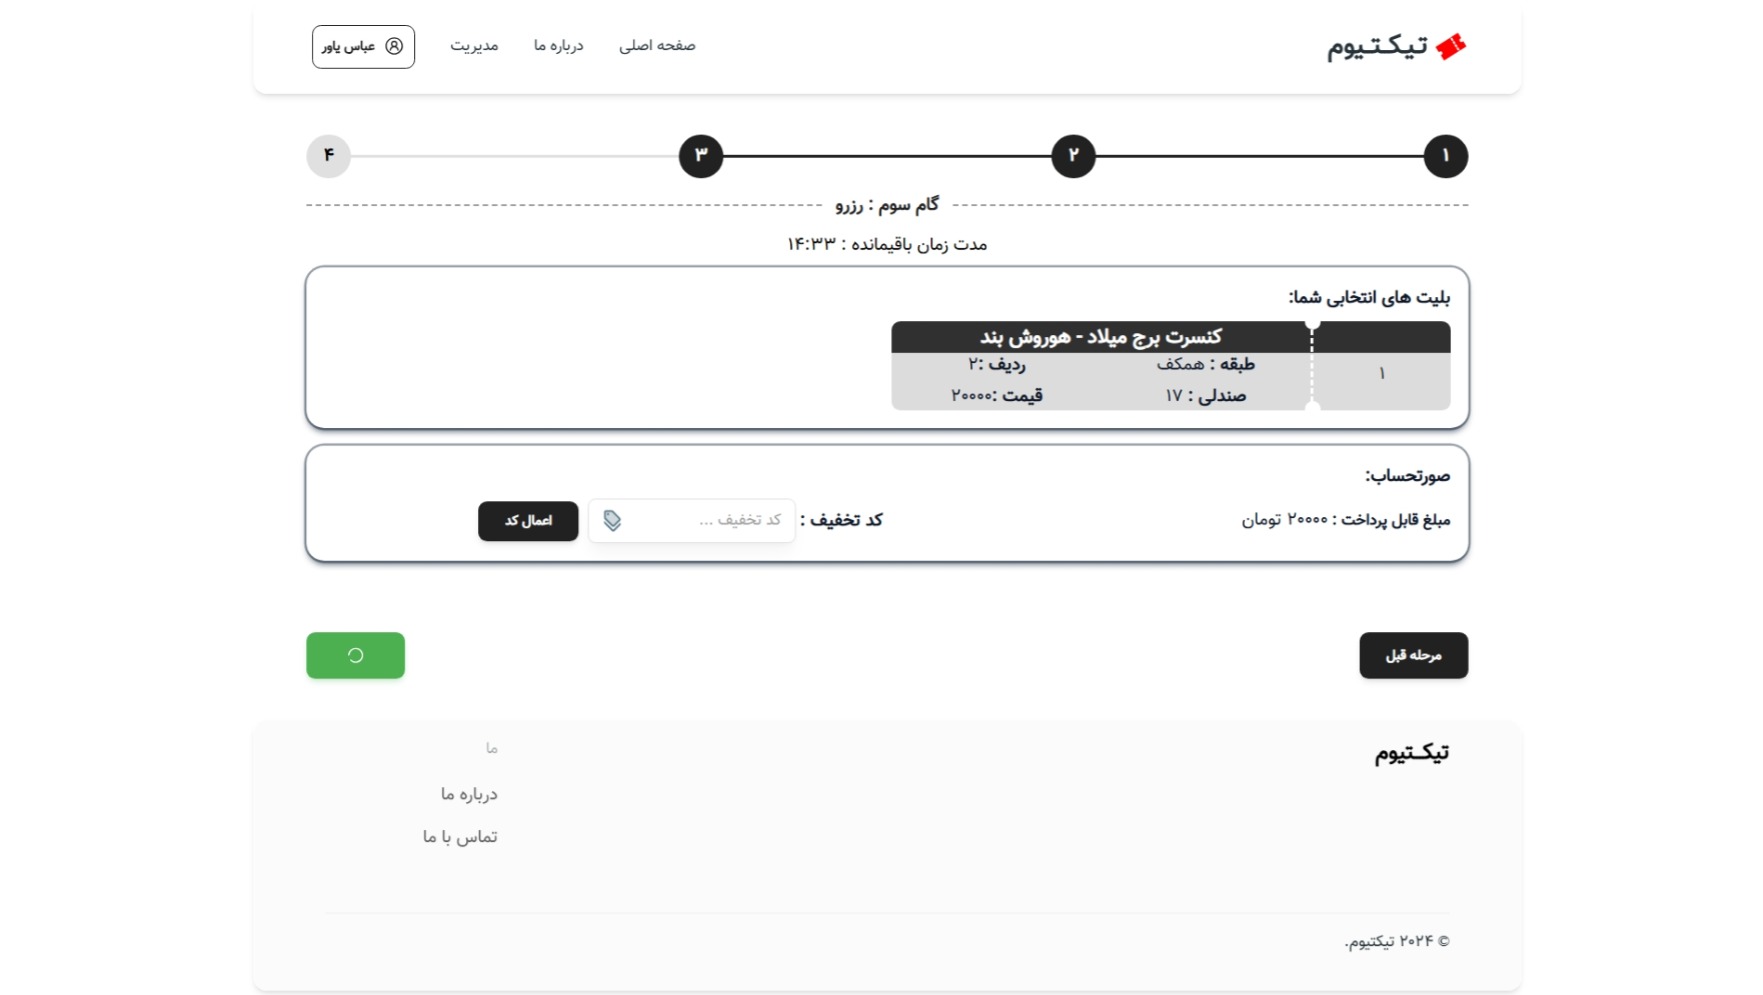 تیکـتـیوم
صفحه اصلی
درباره ما
مدیریت
عباس یاور
۱
۲
۳
۴
گام سوم : رزرو
مدت زمان باقیمانده : ۱۴:۳۳
بلیت های انتخابی شما:
کنسرت برج میلاد - هوروش بند
۱
طبقه : همکف
ردیف :۲
صندلی : ۱۷
قیمت :۲۰۰۰۰
صورتحساب:
مبلغ قابل پرداخت : ۲۰۰۰۰ تومان
کد تخفیف :
کد تخفیف ...
اعمال کد
مرحله قبل
تیکـتیوم
ما
درباره ما
تماس با ما
© ۲۰۲۴ تیکتیوم.